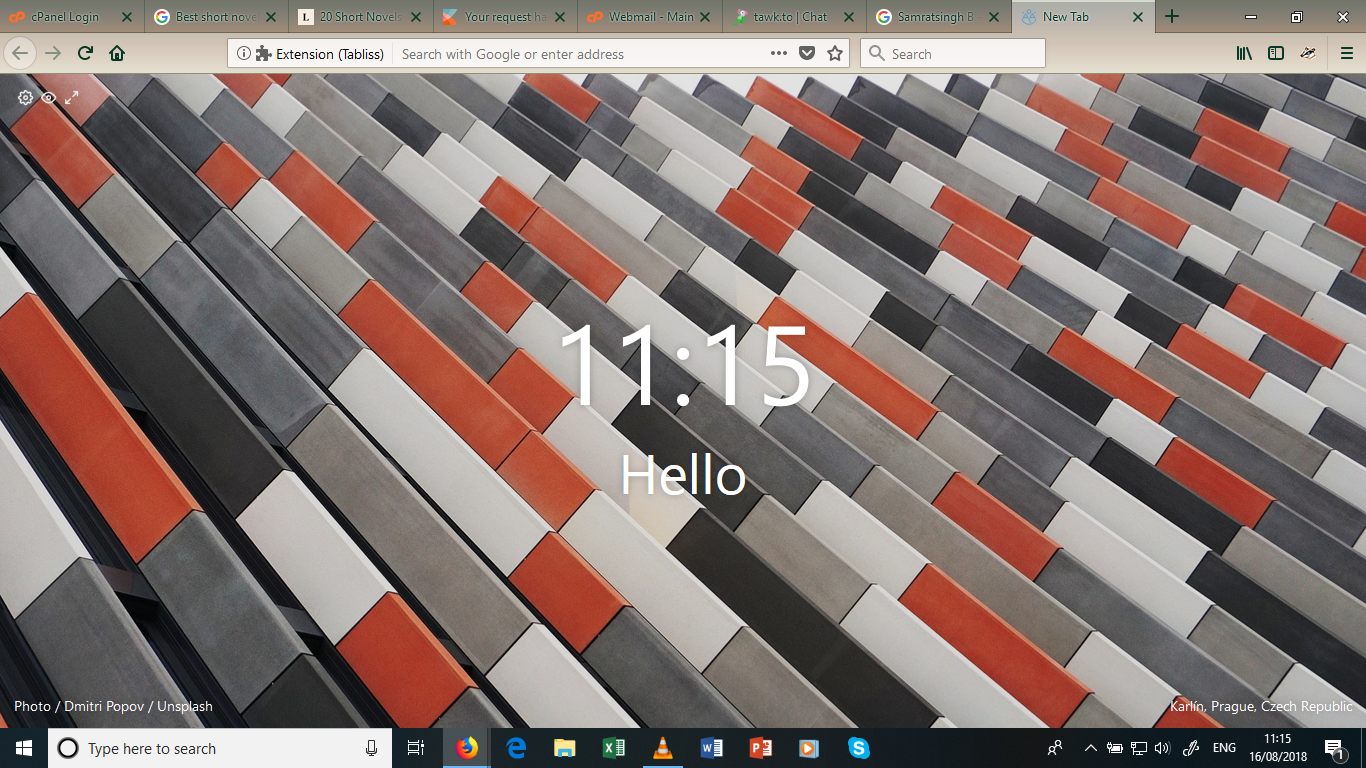 cPanel Login
Best short nove
20 Short Novels
Your request ha
Webmail - Main
tawk.to | Chat
Samratsingh B
New Tab
Extension (Tabliss)
Search with Google or enter address
Search
11:15
Hello
Photo / Dmitri Popov / Unsplash
Karlín, Prague, Czech Republic
Type here to search
ENG
11:15
16/08/2018
1